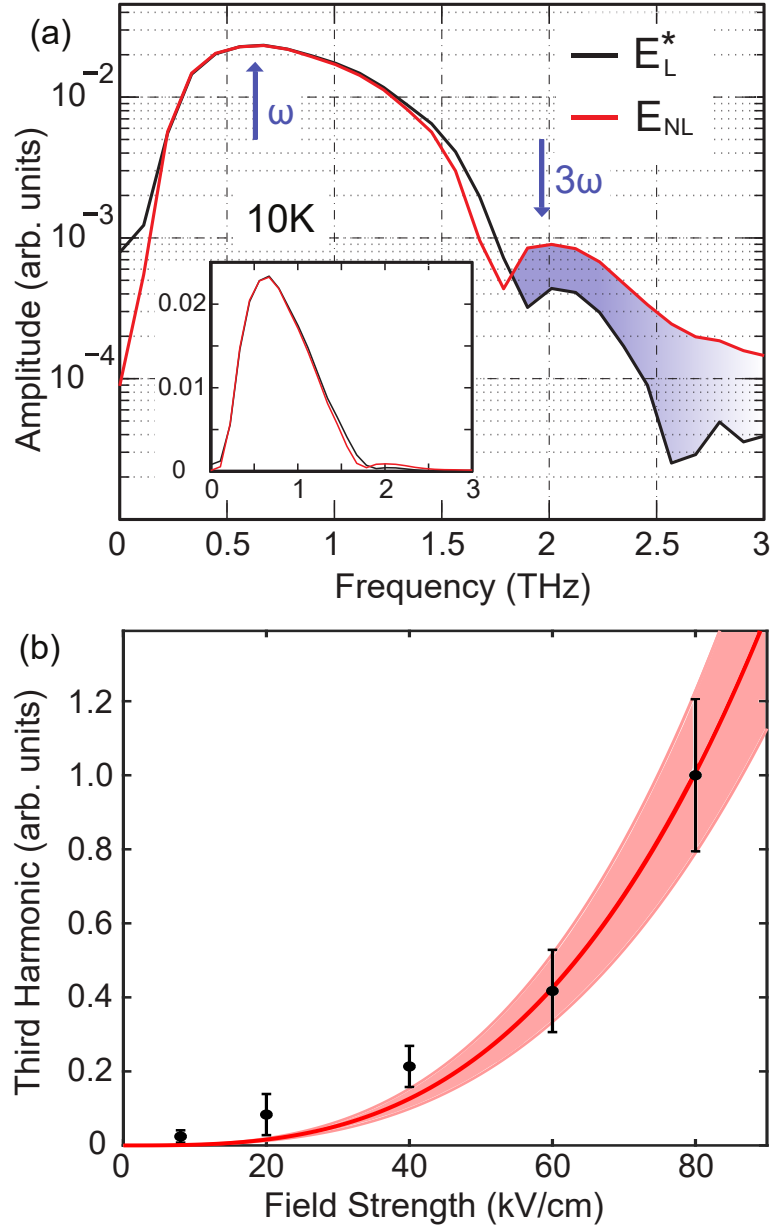 (a)
E*L
ENL
ω
3ω
10K
10−2
10−3
10−4
Amplitude (arb. units)
0.02
0.01
0
0 1 2 3
0 0.5 1 1.5 2 2.5 3
Frequency (THz)
(b)
1.2
1.0
0.8
0.6
0.4
0.2
0
Third Harmonic (arb. units)
0 20 40 60 80
Field Strength (kV/cm)